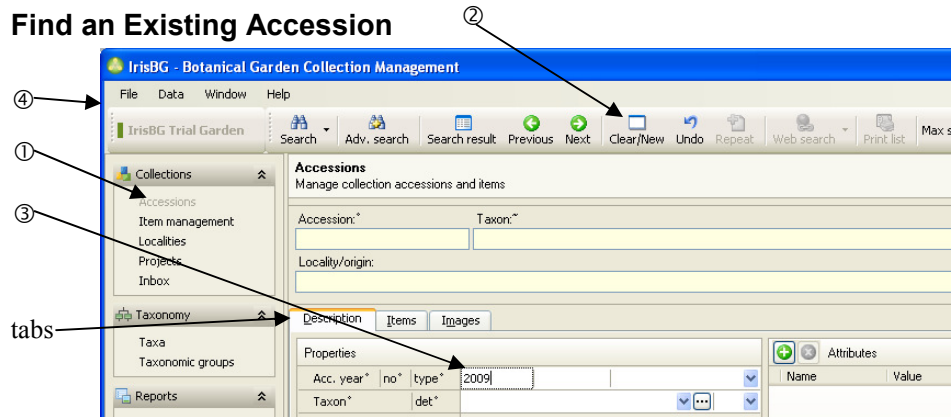 Find an Existing Accession
②
IrisBG - Botanical Garden Collection Management
④
File Data Window Help
IrisBG Trial Garden Search Adv. search Search result Previous Next Clear/New Undo Repeat Web search Print list Max s
①
Collections
Accessions
Item management
Localities
Projects
Inbox
Accessions
Manage collection accessions and items
③
Accession:* Taxon:~
Locality/origin:
tabs
Taxonomy
Taxa
Taxonomic groups
Reports
Description Items Images
Properties
Acc. year* no* type* 2009
Taxon* det*
Attributes
Name Value